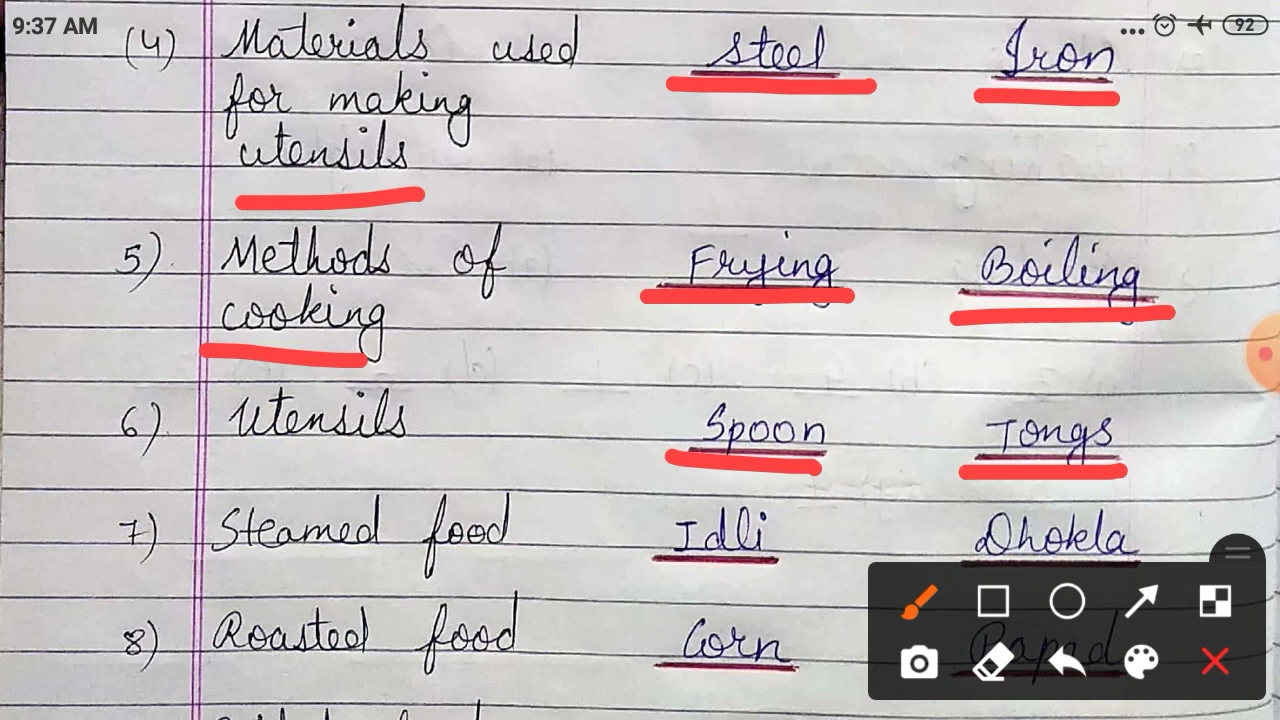 9:37 AM
92
(4) Materials used steel Iron
for making
utensils
5) Methods of Frying Boiling
cooking
6) Utensils Spoon Tongs
7) Steamed food Idli Dhokla
8) Roasted food Corn Papad